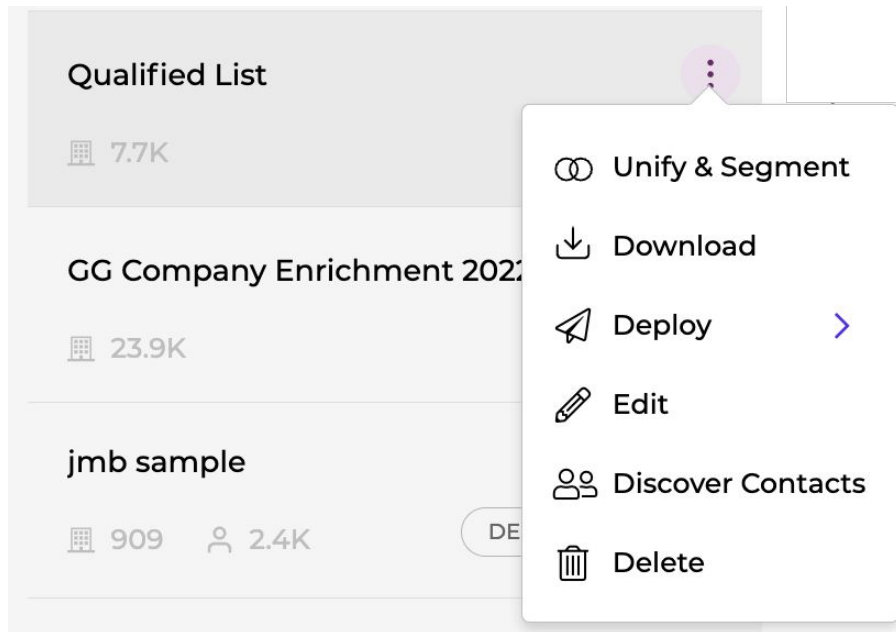 Qualified List
7.7K
Unify & Segment
Download
GG Company Enrichment 2022
Deploy
23.9K
Edit
jmb sample
Discover Contacts
909 2.4K
DE
Delete